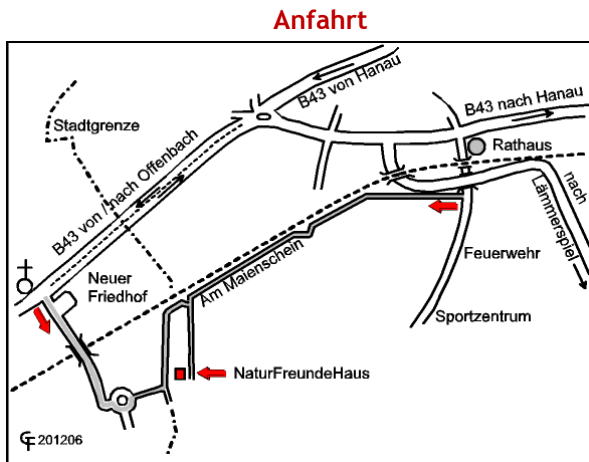 Anfahrt
B43 von Hanau
B43 nach Hanau
Stadtgrenze
B43 von / nach Offenbach
Rathaus
nach
Lämmerspiel
Neuer
Friedhof
Am Maienschein
Feuerwehr
Sportzentrum
NaturFreundeHaus
201206